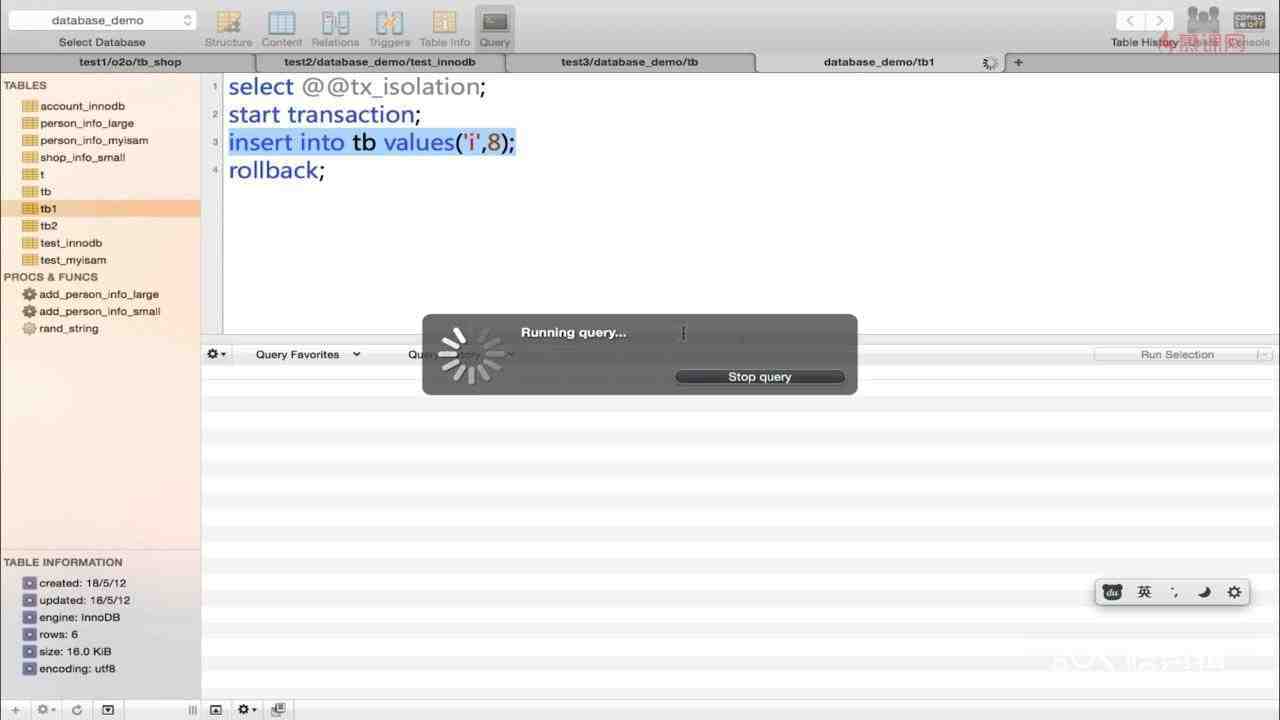 database_demo
Select Database
Structure
Content
Relations
Triggers
Table Info
Query
Table History
Console
test1/o2o/tb_shop
test2/database_demo/test_innodb
test3/database_demo/tb
database_demo/tb1
+
TABLES
account_innodb
person_info_large
person_info_myisam
shop_info_small
t
tb
tb1
tb2
test_innodb
test_myisam
PROCS & FUNCS
add_person_info_large
add_person_info_small
rand_string
1 select @@tx_isolation;
2 start transaction;
3 insert into tb values('i',8);
4 rollback;
Running query...
Stop query
Query Favorites
Run Selection
TABLE INFORMATION
created: 18/5/12
updated: 18/5/12
engine: InnoDB
rows: 6
size: 16.0 KiB
encoding: utf8
du 英